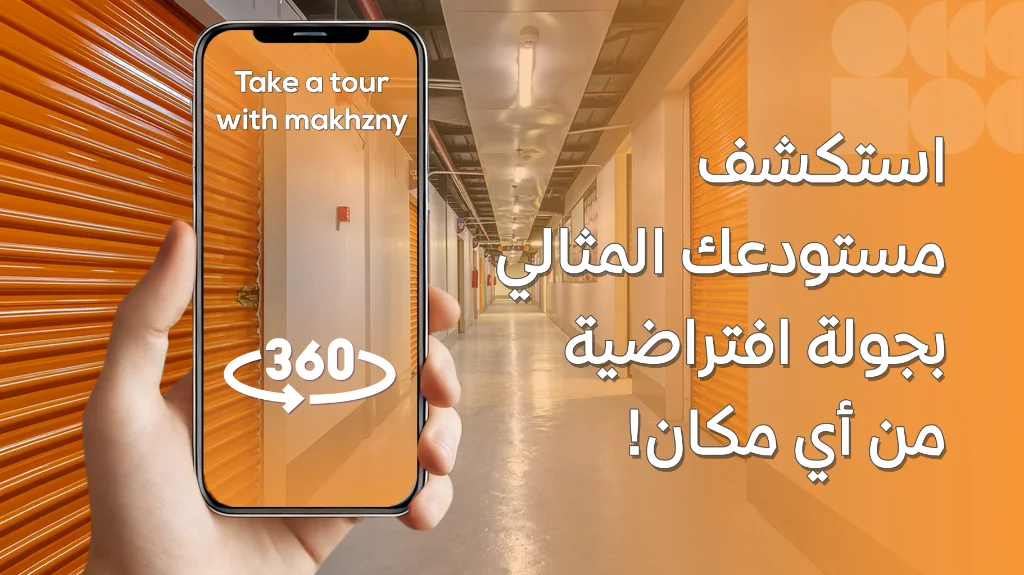 Take a tour
with makhzny
360
استكشف
مستودعك المثالي
بجولة افتراضية
من أي مكان!